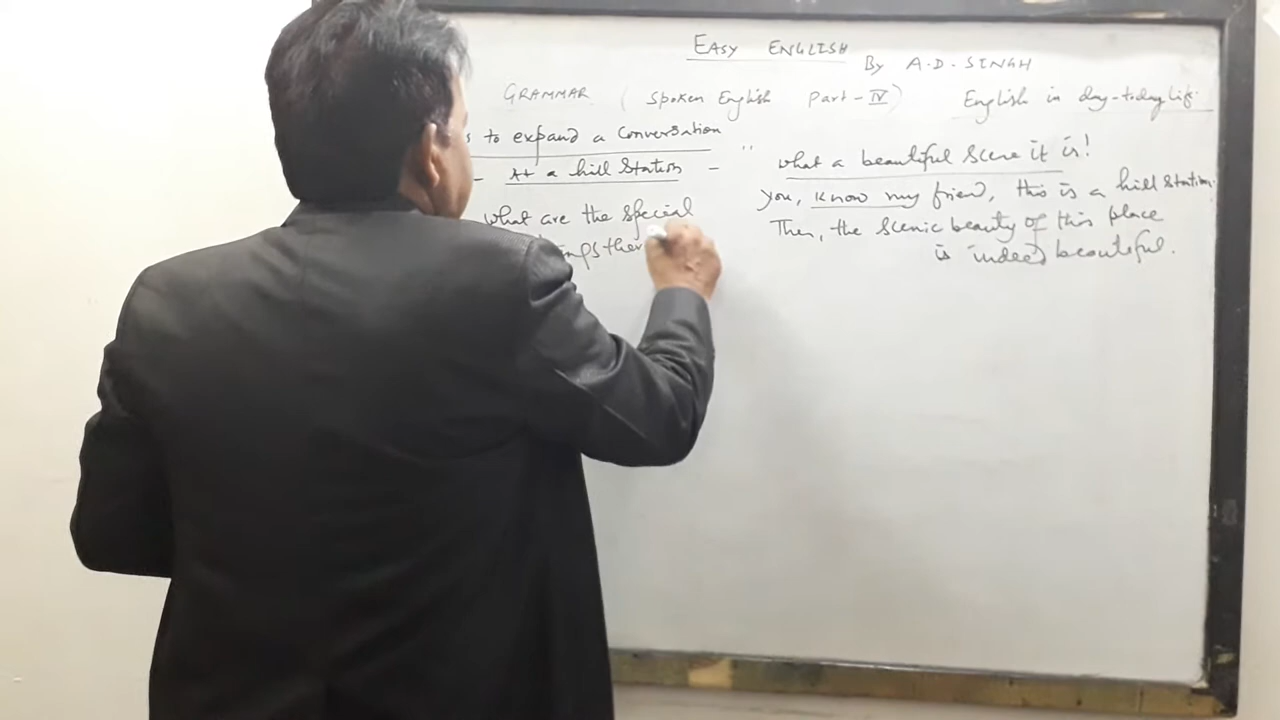 EASY ENGLISH
By A.D. SINGH
GRAMMAR (Spoken English Part-IV) English in day-today life.
s to expand a conversation
- At a hill station -
what are the special
ings ther
" what a beautiful scene it is!
you, know my friend, this is a hill station.
Then, the scenic beauty of this place
is indeed beautiful.